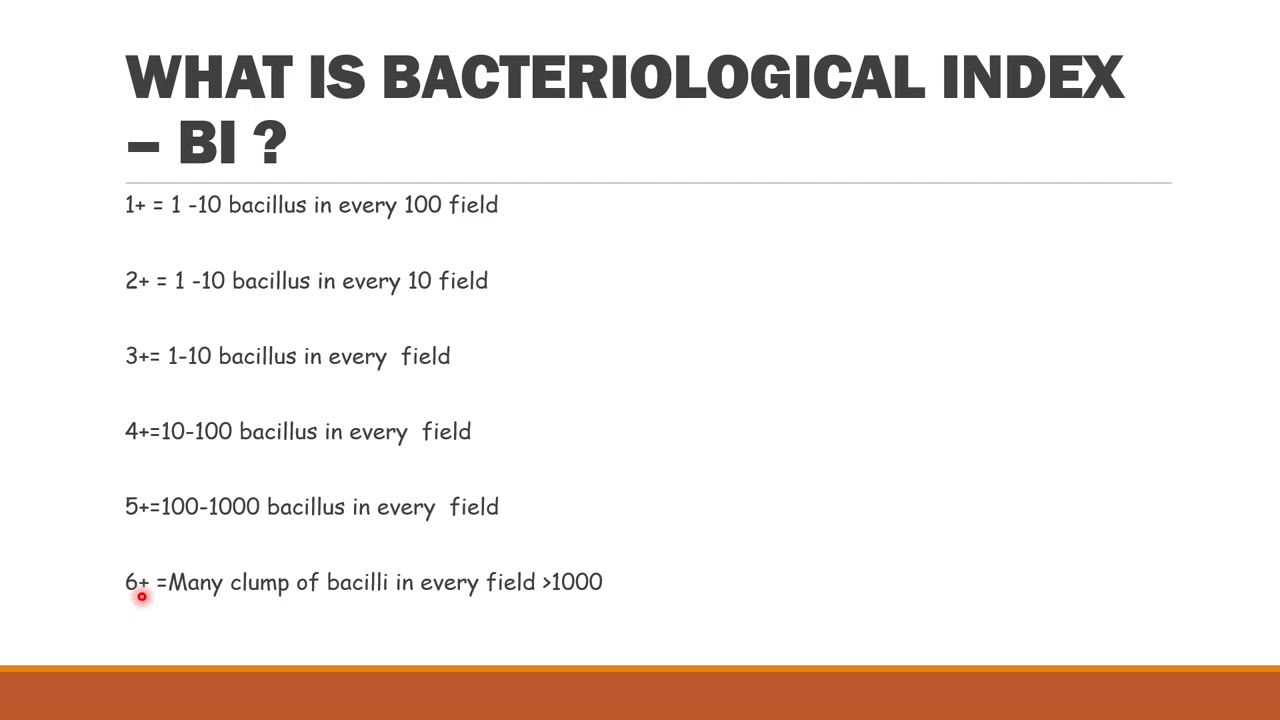 WHAT IS BACTERIOLOGICAL INDEX
– BI ?
1+ = 1 -10 bacillus in every 100 field
2+ = 1 -10 bacillus in every 10 field
3+= 1-10 bacillus in every  field
4+=10-100 bacillus in every  field
5+=100-1000 bacillus in every  field
6+ =Many clump of bacilli in every field >1000